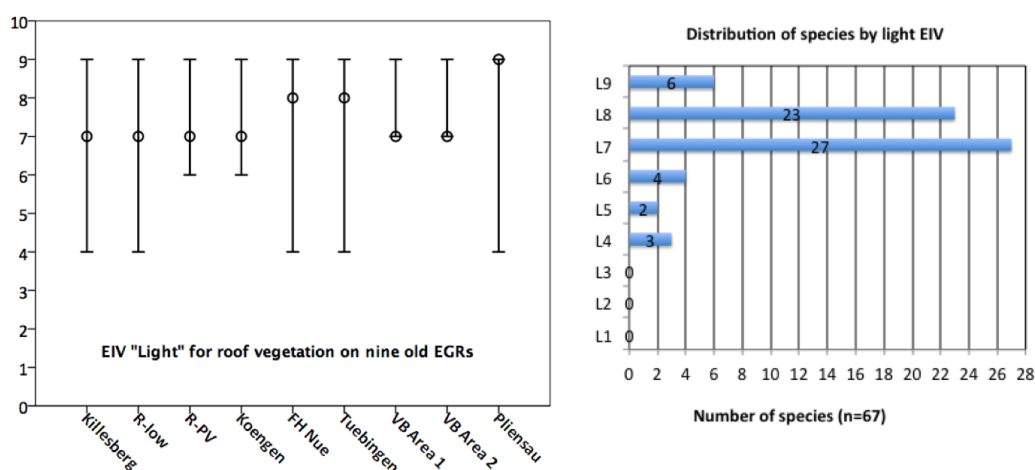 10
9
8
7
6
5
4
3
2
1
0
EIV "Light" for roof vegetation on nine old EGRs
Killesberg
R-low
R-PV
Koengen
FH Nue
Tuebingen
VB Area 1
VB Area 2
Pliensau
Distribution of species by light EIV
L9 6
L8 23
L7 27
L6 4
L5 2
L4 3
L3 0
L2 0
L1 0
0 2 4 6 8 10 12 14 16 18 20 22 24 26 28
Number of species (n=67)